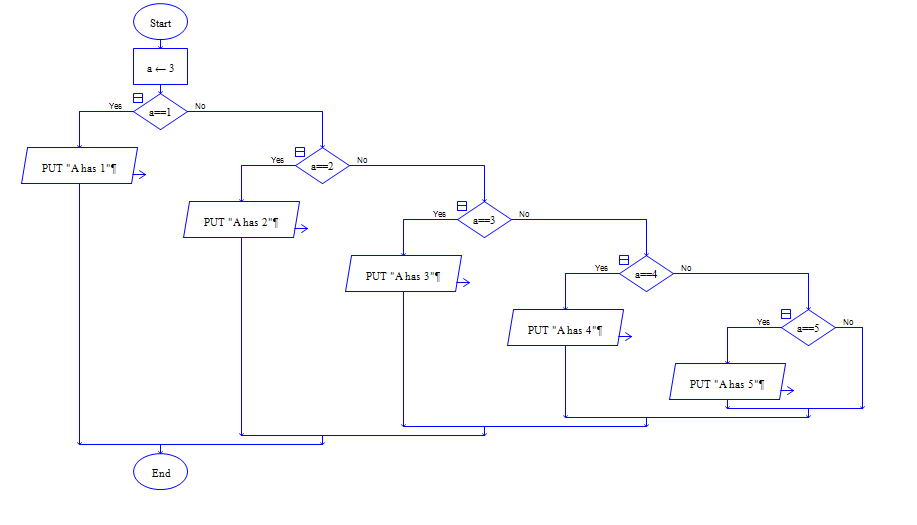 Start
a ← 3
Yes
No
a==1
PUT "A has 1"¶
Yes
No
a==2
PUT "A has 2"¶
Yes
No
a==3
PUT "A has 3"¶
Yes
No
a==4
PUT "A has 4"¶
Yes
No
a==5
PUT "A has 5"¶
End